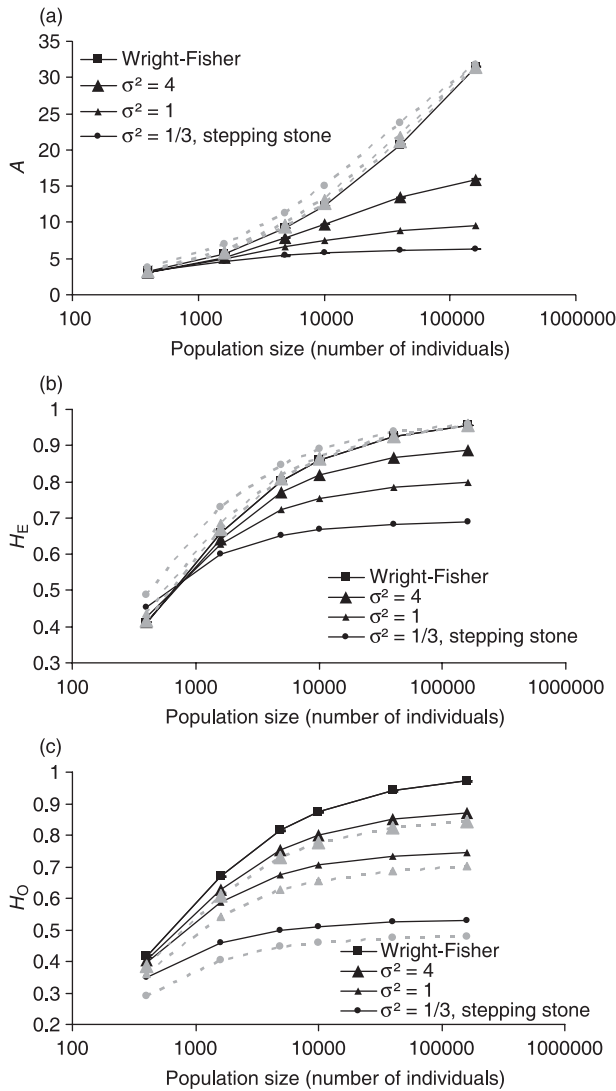 (a)
35
30
25
20
15
10
5
0
A
Wright-Fisher
σ² = 4
σ² = 1
σ² = 1/3, stepping stone
100 1000 10000 100000 1000000
Population size (number of individuals)
(b)
1
0.9
0.8
0.7
0.6
0.5
0.4
0.3
H_E
Wright-Fisher
σ² = 4
σ² = 1
σ² = 1/3, stepping stone
100 1000 10000 100000 1000000
Population size (number of individuals)
(c)
1
0.9
0.8
0.7
0.6
0.5
0.4
0.3
0.2
H_O
Wright-Fisher
σ² = 4
σ² = 1
σ² = 1/3, stepping stone
100 1000 10000 100000 1000000
Population size (number of individuals)